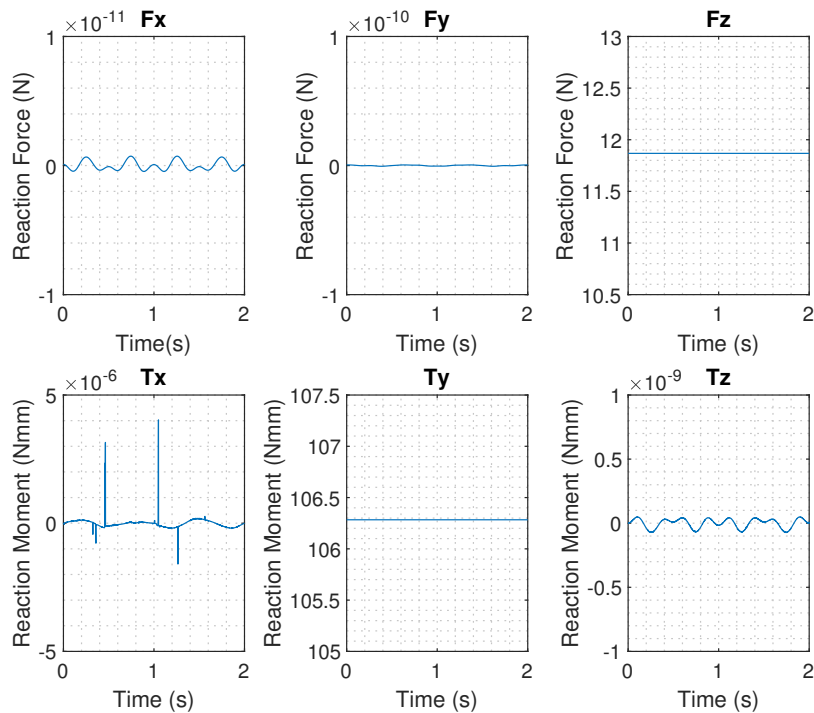 ×10^-11 Fx
Reaction Force (N)
1
0
-1
0 1 2
Time(s)
×10^-10 Fy
Reaction Force (N)
1
0
-1
0 1 2
Time (s)
Fz
Reaction Force (N)
13
12.5
12
11.5
11
10.5
0 1 2
Time (s)
×10^-6 Tx
Reaction Moment (Nmm)
5
0
-5
0 1 2
Time (s)
Ty
Reaction Moment (Nmm)
107.5
107
106.5
106
105.5
105
0 1 2
Time (s)
×10^-9 Tz
Reaction Moment (Nmm)
1
0.5
0
-0.5
-1
0 1 2
Time (s)